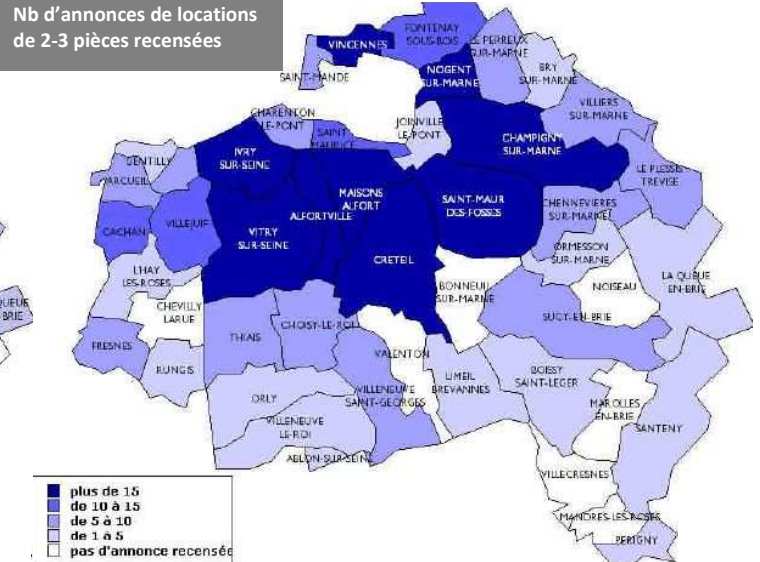 Nb d’annonces de locations
de 2-3 pièces recensées
FONTENAY
SOUS-BOIS
VINCENNES
LE PERREUX
SUR-MARNE
NOGENT
SUR-MARNE
BRY
SUR-MARNE
SAINT-MANDE
VILLIERS
SUR-MARNE
CHARENTON
LE-PONT
JOINVILLE
LE-PONT
SAINT
MAURICE
CHAMPIGNY
SUR-MARNE
IVRY
SUR-SEINE
GENTILLY
ARCUEIL
LE PLESSIS
TREVISE
MAISONS
ALFORT
ALFORTVILLE
SAINT-MAUR
DES-FOSSES
CHENNEVIERES
SUR-MARNE
CACHAN
VILLEJUIF
VITRY
SUR-SEINE
ORMESSON
SUR-MARNE
CRETEIL
L'HAY
LES-ROSES
LA QUEUE
EN-BRIE
BONNEUIL
SUR-MARNE
NOISEAU
QUEUE
BRIE
CHEVILLY
LARUE
SUCY-EN-BRIE
CHOISY-LE-ROI
THIAIS
FRESNES
VALENTON
RUNGIS
BOISSY
SAINT-LEGER
LIMEIL
BREVANNES
VILLENEUVE
SAINT-GEORGES
ORLY
MAROLLES
EN-BRIE
VILLENEUVE
LE-ROI
SANTENY
ABLON-SUR-SEINE
VILLECRESNES
MANDRES-LES-ROSES
PERIGNY
plus de 15
de 10 à 15
de 5 à 10
de 1 à 5
pas d'annonce recensée